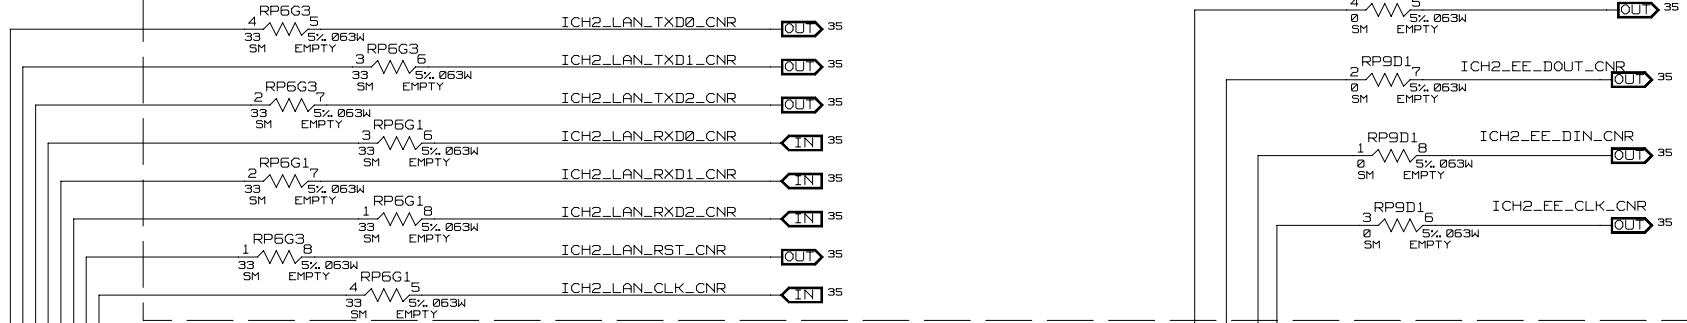 RP6G3
4 5 ICH2_LAN_TXD0_CNR OUT 35
33 5%.063W
SM EMPTY
RP6G3
3 6 ICH2_LAN_TXD1_CNR OUT 35
33 5%.063W
SM EMPTY
RP6G3
2 7 ICH2_LAN_TXD2_CNR OUT 35
33 5%.063W
SM EMPTY
RP6G1
3 6 ICH2_LAN_RXD0_CNR IN 35
33 5%.063W
SM EMPTY
RP6G1
2 7 ICH2_LAN_RXD1_CNR IN 35
33 5%.063W
SM EMPTY
RP6G1
1 8 ICH2_LAN_RXD2_CNR IN 35
33 5%.063W
SM EMPTY
RP6G3
1 8 ICH2_LAN_RST_CNR OUT 35
33 5%.063W
SM EMPTY
RP6G1
4 5 ICH2_LAN_CLK_CNR IN 35
33 5%.063W
SM EMPTY
4 5 OUT 35
0 5%.063W
SM EMPTY
RP9D1
2 7 ICH2_EE_DOUT_CNR OUT 35
0 5%.063W
SM EMPTY
RP9D1
1 8 ICH2_EE_DIN_CNR OUT 35
0 5%.063W
SM EMPTY
RP9D1
3 6 ICH2_EE_CLK_CNR OUT 35
0 5%.063W
SM EMPTY